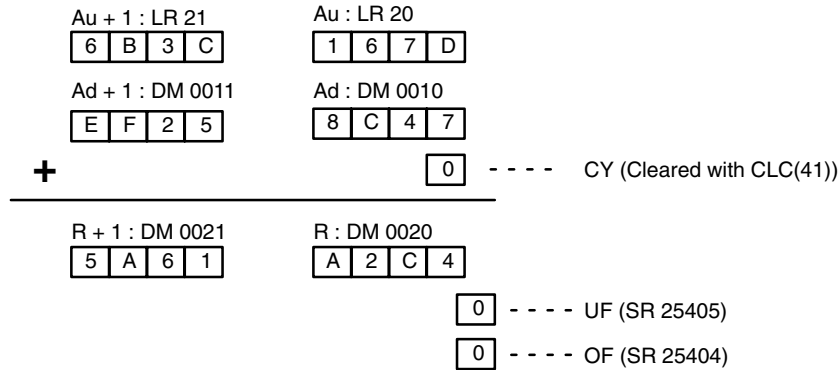 Au + 1 : LR 21 Au : LR 20
6 B 3 C 1 6 7 D
Ad + 1 : DM 0011 Ad : DM 0010
E F 2 5 8 C 4 7
+ 0 - - - - CY (Cleared with CLC(41))
R + 1 : DM 0021 R : DM 0020
5 A 6 1 A 2 C 4
0 - - - - UF (SR 25405)
0 - - - - OF (SR 25404)